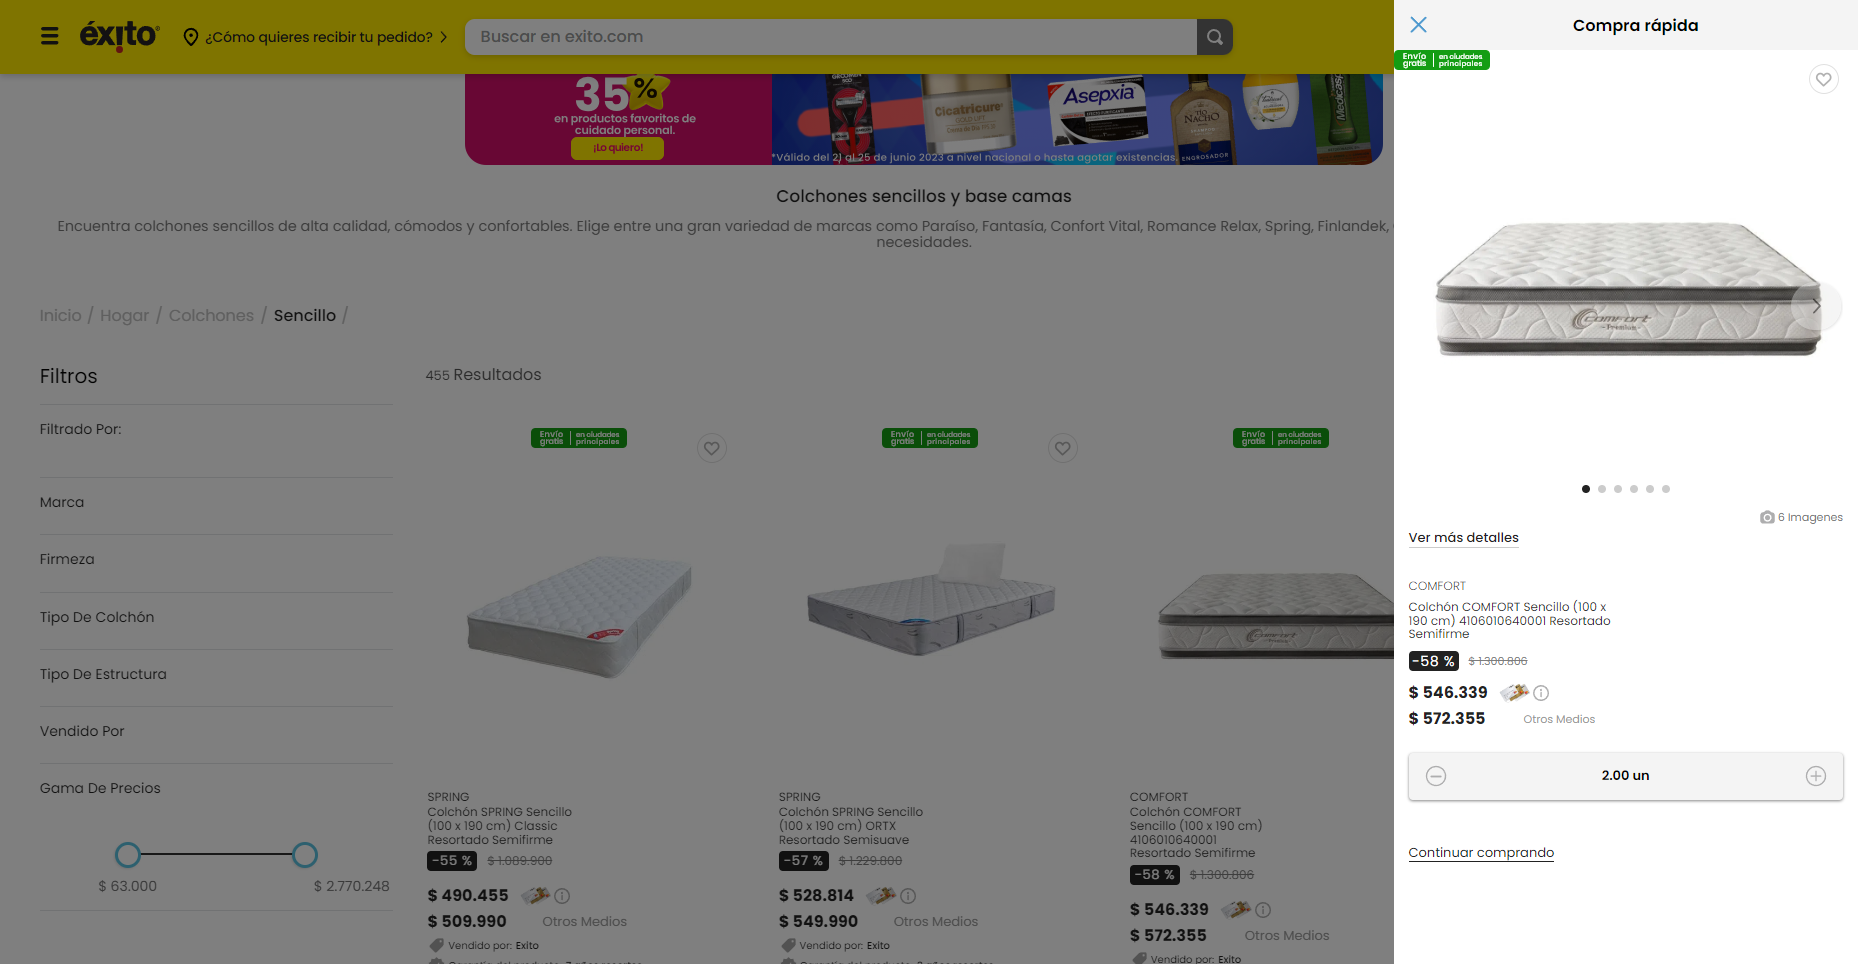 éxito
¿Cómo quieres recibir tu pedido?
Buscar en exito.com
35%
en productos favoritos de
cuidado personal.
¡Lo quiero!
Cicatricure
GOLD LIFT
Asepxia
TÍO NACHO
ENGROSADOR
Medicasp
*Válido del 21 al 25 de junio 2023 a nivel nacional o hasta agotar existencias.
Colchones sencillos y base camas
Encuentra colchones sencillos de alta calidad, cómodos y confortables. Elige entre una gran variedad de marcas como Paraíso, Fantasía, Confort Vital, Romance Relax, Spring, Finlandek,
necesidades.
Inicio / Hogar / Colchones / Sencillo /
Filtros
Filtrado Por:
Marca
Firmeza
Tipo De Colchón
Tipo De Estructura
Vendido Por
Gama De Precios
$ 63.000
$ 2.770.248
455 Resultados
Envío gratis | en ciudades principales
SPRING
Colchón SPRING Sencillo
(100 x 190 cm) Classic
Resortado Semifirme
-55 % $ 1.089.900
$ 490.455
$ 509.990 Otros Medios
Vendido por: Exito
Envío gratis | en ciudades principales
SPRING
Colchón SPRING Sencillo
(100 x 190 cm) ORTX
Resortado Semisuave
-57 % $ 1.229.800
$ 528.814
$ 549.990 Otros Medios
Vendido por: Exito
Envío gratis | en ciudades principales
Comfort
COMFORT
Colchón COMFORT
Sencillo (100 x 190 cm)
4106010640001
Resortado Semifirme
-58 % $ 1.300.806
$ 546.339
$ 572.355 Otros Medios
Vendido por: Exito
Compra rápida
Envío gratis | en ciudades principales
Comfort
-Premium-
6 Imagenes
Ver más detalles
COMFORT
Colchón COMFORT Sencillo (100 x
190 cm) 4106010640001 Resortado
Semifirme
-58 % $ 1.300.806
$ 546.339
$ 572.355 Otros Medios
2.00 un
Continuar comprando